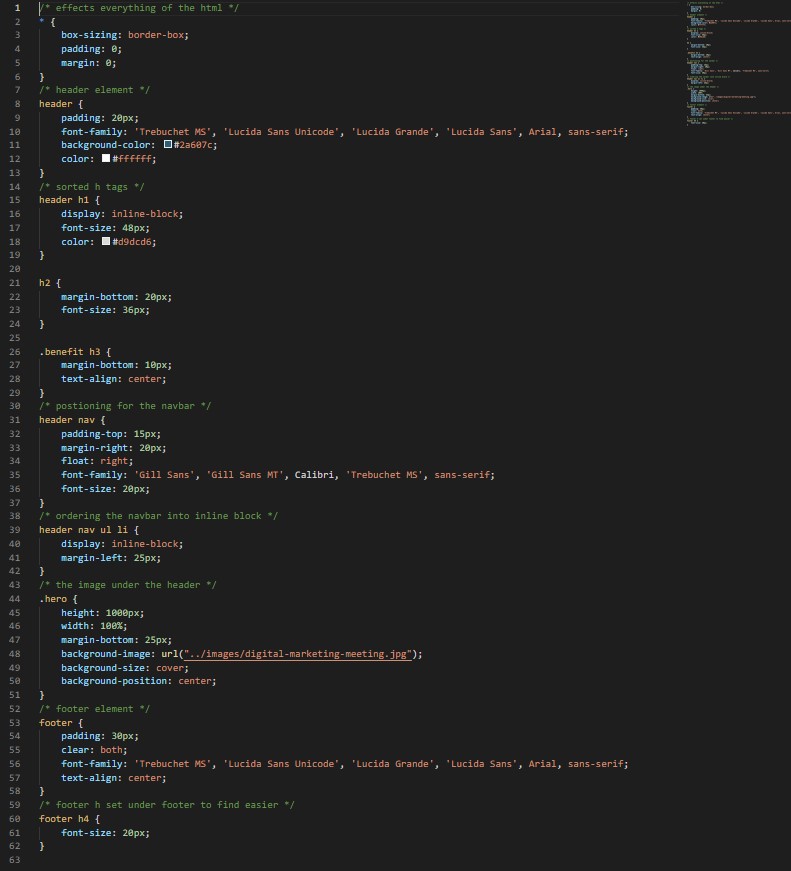 1 /* effects everything of the html */
2 * {
3 box-sizing: border-box;
4 padding: 0;
5 margin: 0;
6 }
7 /* header element */
8 header {
9 padding: 20px;
10 font-family: 'Trebuchet MS', 'Lucida Sans Unicode', 'Lucida Grande', 'Lucida Sans', Arial, sans-serif;
11 background-color: #2a607c;
12 color: #ffffff;
13 }
14 /* sorted h tags */
15 header h1 {
16 display: inline-block;
17 font-size: 48px;
18 color: #d9dcd6;
19 }
20
21 h2 {
22 margin-bottom: 20px;
23 font-size: 36px;
24 }
25
26 .benefit h3 {
27 margin-bottom: 10px;
28 text-align: center;
29 }
30 /* postioning for the navbar */
31 header nav {
32 padding-top: 15px;
33 margin-right: 20px;
34 float: right;
35 font-family: 'Gill Sans', 'Gill Sans MT', Calibri, 'Trebuchet MS', sans-serif;
36 font-size: 20px;
37 }
38 /* ordering the navbar into inline block */
39 header nav ul li {
40 display: inline-block;
41 margin-left: 25px;
42 }
43 /* the image under the header */
44 .hero {
45 height: 1000px;
46 width: 100%;
47 margin-bottom: 25px;
48 background-image: url("../images/digital-marketing-meeting.jpg");
49 background-size: cover;
50 background-position: center;
51 }
52 /* footer element */
53 footer {
54 padding: 30px;
55 clear: both;
56 font-family: 'Trebuchet MS', 'Lucida Sans Unicode', 'Lucida Grande', 'Lucida Sans', Arial, sans-serif;
57 text-align: center;
58 }
59 /* footer h set under footer to find easier */
60 footer h4 {
61 font-size: 20px;
62 }
63